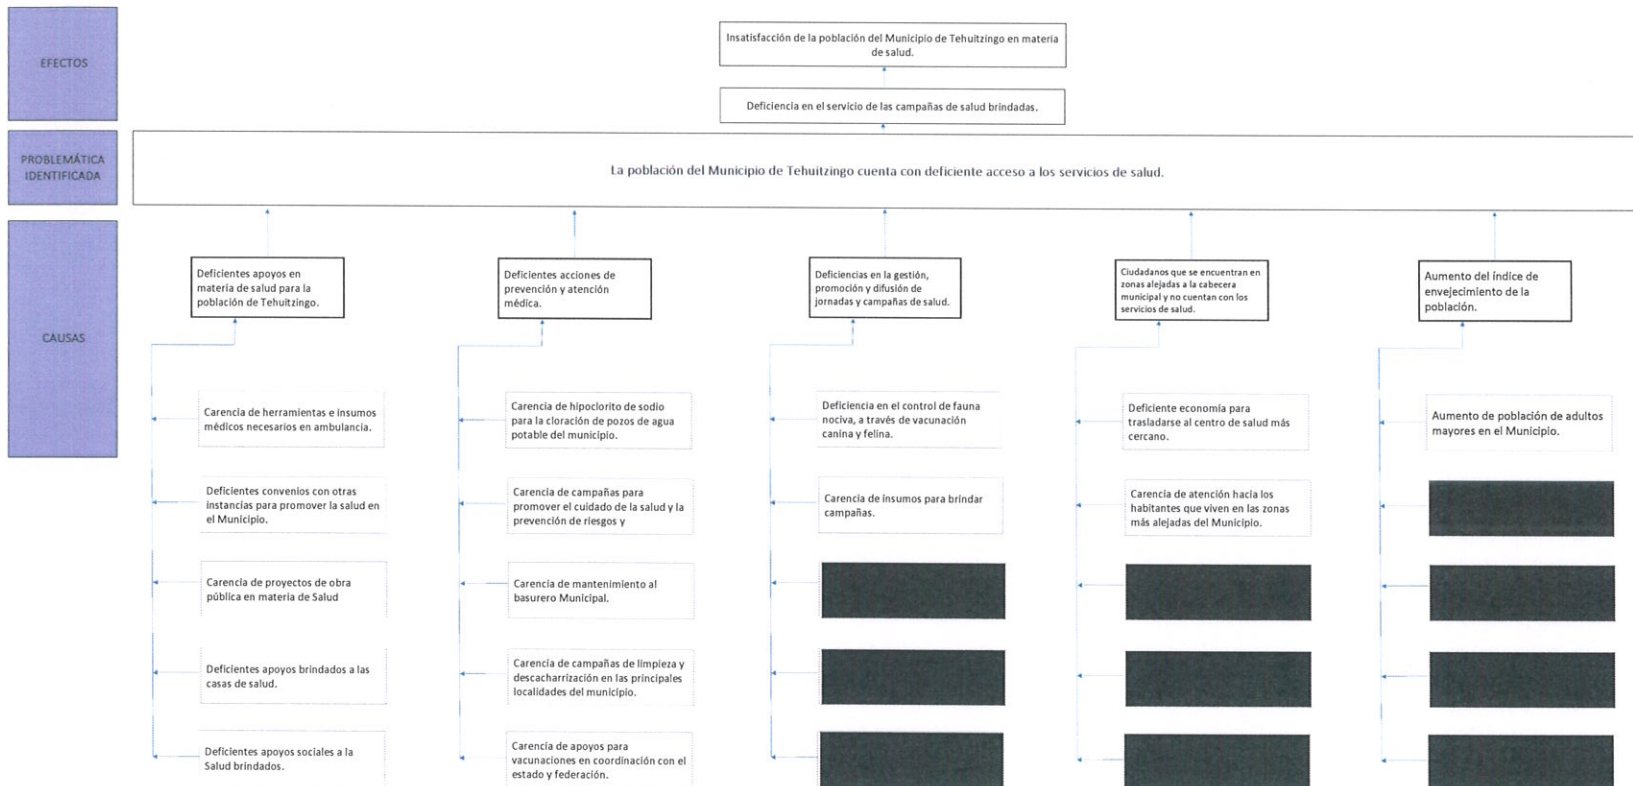 EFECTOS
Insatisfacción de la población del Municipio de Tehuitzingo en materia
de salud.
Deficiencia en el servicio de las campañas de salud brindadas.
PROBLEMÁTICA
IDENTIFICADA
La población del Municipio de Tehuitzingo cuenta con deficiente acceso a los servicios de salud.
CAUSAS
Deficientes apoyos en
materia de salud para la
población de Tehuitzingo.
Carencia de herramientas e insumos
médicos necesarios en ambulancia.
Deficientes convenios con otras
instancias para promover la salud en
el Municipio.
Carencia de proyectos de obra
pública en materia de Salud
Deficientes apoyos brindados a las
casas de salud.
Deficientes apoyos sociales a la
Salud brindados.
Deficientes acciones de
prevención y atención
médica.
Carencia de hipoclorito de sodio
para la cloración de pozos de agua
potable del municipio.
Carencia de campañas para
promover el cuidado de la salud y la
prevención de riesgos y
Carencia de mantenimiento al
basurero Municipal.
Carencia de campañas de limpieza y
descacharrización en las principales
localidades del municipio.
Carencia de apoyos para
vacunaciones en coordinación con el
estado y federación.
Deficiencias en la gestión,
promoción y difusión de
jornadas y campañas de salud.
Deficiencia en el control de fauna
nociva, a través de vacunación
canina y felina.
Carencia de insumos para brindar
campañas.
Ciudadanos que se encuentran en
zonas alejadas a la cabecera
municipal y no cuentan con los
servicios de salud.
Deficiente economía para
trasladarse al centro de salud más
cercano.
Carencia de atención hacia los
habitantes que viven en las zonas
más alejadas del Municipio.
Aumento del índice de
envejecimiento de la
población.
Aumento de población de adultos
mayores en el Municipio.